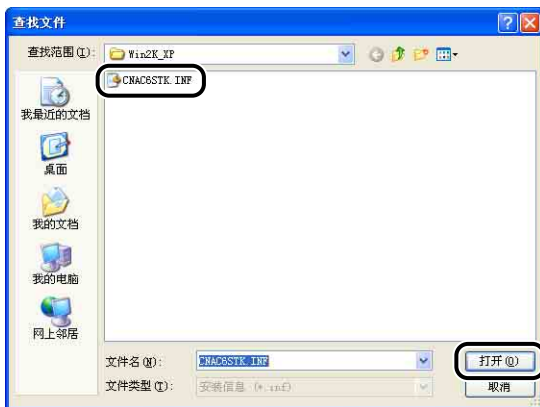 查找文件
查找范围(I):
Win2K_XP
CNAC6STK.INF
我最近的文档
桌面
我的文档
我的电脑
网上邻居
文件名(N):
CNAC6STK.INF
打开(O)
文件类型(T):
安装信息 (*.inf)
取消